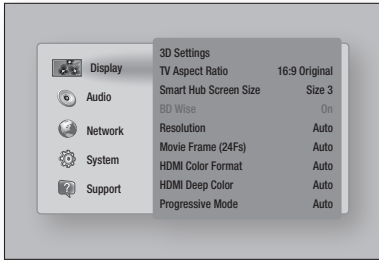 Display
Audio
Network
System
Support
3D Settings
TV Aspect Ratio 16:9 Original
Smart Hub Screen Size Size 3
BD Wise On
Resolution Auto
Movie Frame (24Fs) Auto
HDMI Color Format Auto
HDMI Deep Color Auto
Progressive Mode Auto